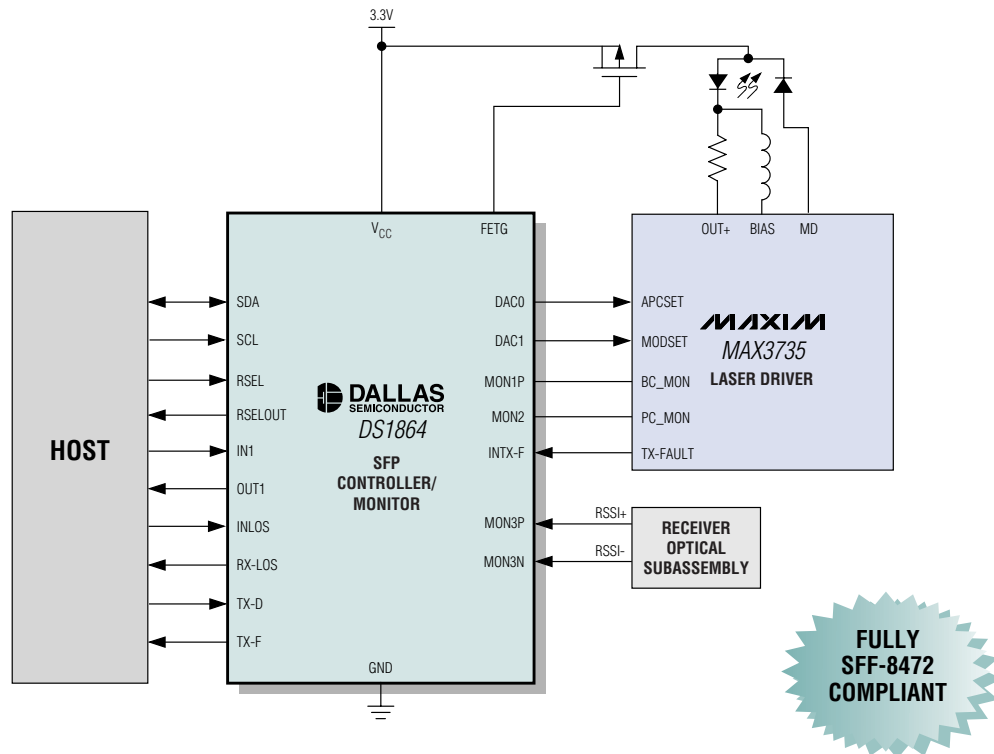 3.3V
HOST
V_CC
FETG
SDA
SCL
RSEL
RSELOUT
IN1
OUT1
INLOS
RX-LOS
TX-D
TX-F
DALLAS
SEMICONDUCTOR
DS1864
SFP
CONTROLLER/
MONITOR
DAC0
DAC1
MON1P
MON2
INTX-F
MON3P
MON3N
GND
OUT+
BIAS
MD
APCSET
MODSET
BC_MON
PC_MON
TX-FAULT
MAXIM
MAX3735
LASER DRIVER
RSSI+
RSSI-
RECEIVER
OPTICAL
SUBASSEMBLY
FULLY
SFF-8472
COMPLIANT